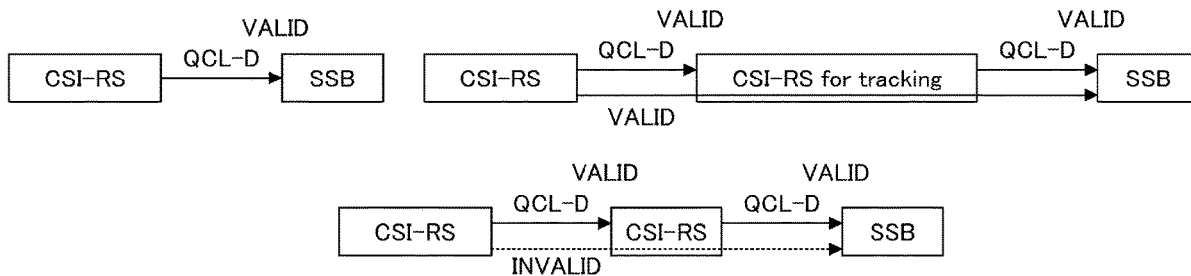 VALID VALID VALID
QCL-D QCL-D QCL-D
CSI-RS SSB CSI-RS CSI-RS for tracking SSB
VALID
VALID VALID
QCL-D QCL-D
CSI-RS CSI-RS SSB
INVALID